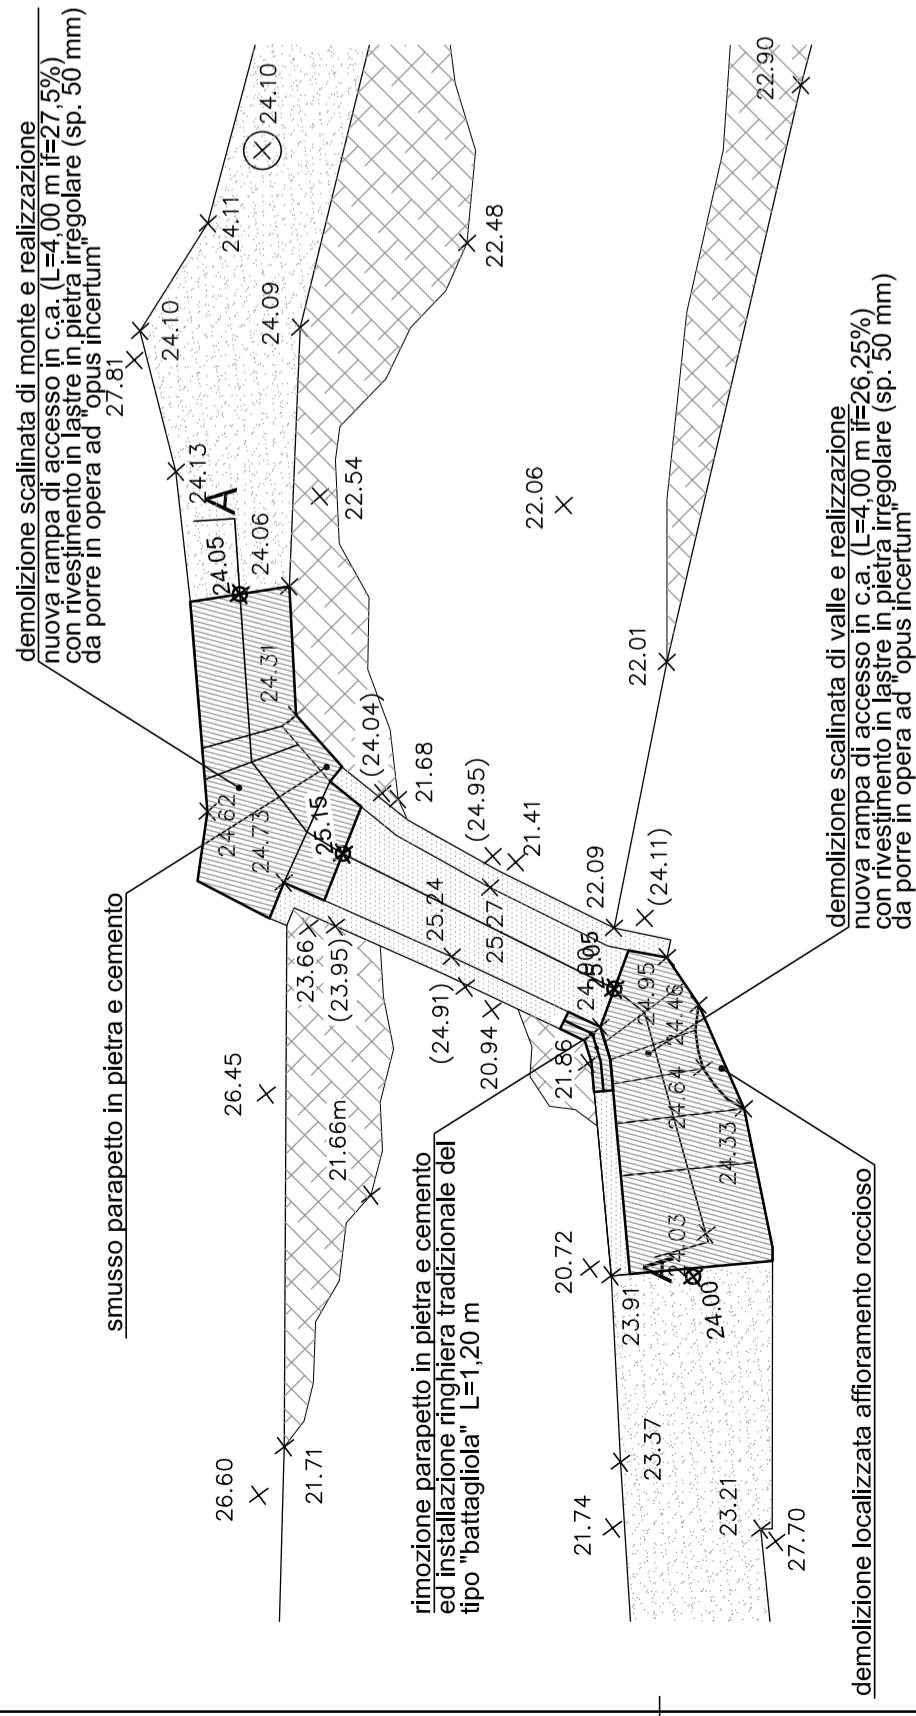 demolizione scalinata di monte e realizzazione
nuova rampa di accesso in c.a. (L=4,00 m if=27,5%)
con rivestimento in lastre in pietra irregolare (sp. 50 mm)
da porre in opera ad "opus incertum"
smusso parapetto in pietra e cemento
rimozione parapetto in pietra e cemento
ed installazione ringhiera tradizionale del
tipo "battagliola" L=1,20 m
demolizione scalinata di valle e realizzazione
nuova rampa di accesso in c.a. (L=4,00 m if=26,25%)
con rivestimento in lastre in pietra irregolare (sp. 50 mm)
da porre in opera ad "opus incertum"
demolizione localizzata affioramento roccioso
27.81
24.10
24.11
24.10
24.13
A
24.09
24.05
24.06
24.31
24.62
24.73
25.15
22.48
22.54
22.90
22.06
22.01
(24.04)
21.68
(24.95)
21.41
25.24
25.27
22.09
(24.11)
23.66
(23.95)
(24.91)
20.94
25.05
24.95
24.46
21.86
24.64
24.33
24.03
A
24.00
26.45
21.66m
20.72
23.91
26.60
21.71
23.37
21.74
23.21
27.70